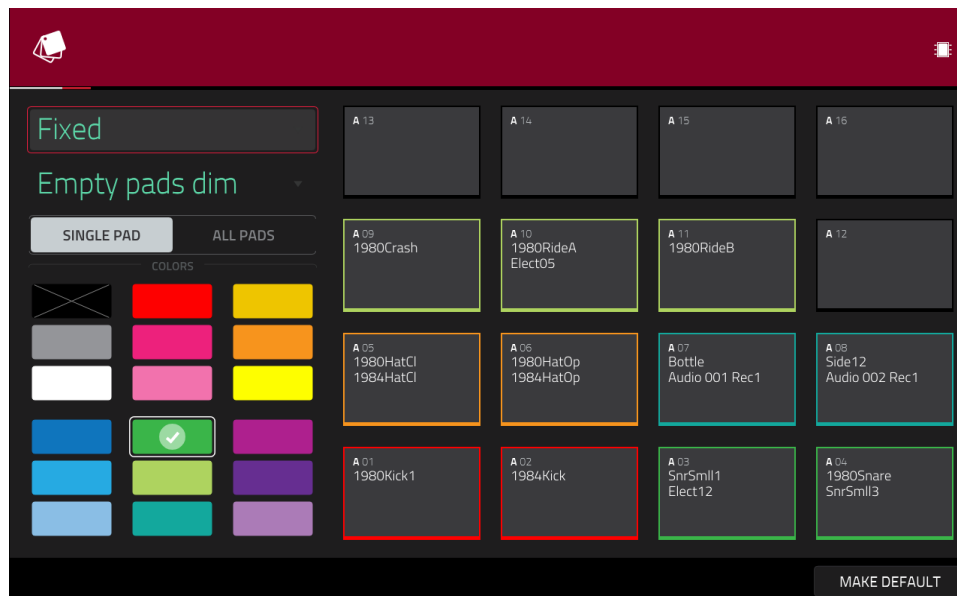 Fixed
Empty pads dim
SINGLE PAD
ALL PADS
COLORS
A 13
A 14
A 15
A 16
A 09
1980Crash
A 10
1980RideA
Elect05
A 11
1980RideB
A 12
A 05
1980HatCl
1984HatCl
A 06
1980HatOp
1984HatOp
A 07
Bottle
Audio 001 Rec1
A 08
Side12
Audio 002 Rec1
A 01
1980Kick1
A 02
1984Kick
A 03
SnrSmll1
Elect12
A 04
1980Snare
SnrSmll3
MAKE DEFAULT